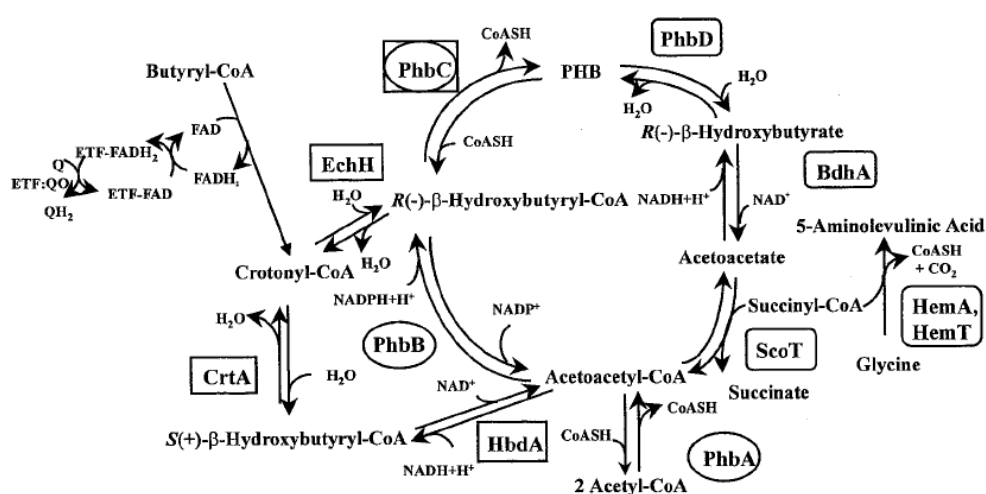 CoASH
PhbD
PhbC
PHB
H₂O
Butyryl-CoA
H₂O
FAD
CoASH
R(-)-β-Hydroxybutyrate
Q
ETF-FADH₂
EchH
ETF:QO
ETF-FAD
FADH₂
H₂O
R(-)-β-Hydroxybutyryl-CoA
NADH+H⁺
NAD⁺
BdhA
QH₂
5-Aminolevulinic Acid
H₂O
Crotonyl-CoA
Acetoacetate
CoASH
+ CO₂
NADPH+H⁺
NADP⁺
Succinyl-CoA
HemA,
HemT
H₂O
PhbB
ScoT
Glycine
CrtA
H₂O
NAD⁺
Acetoacetyl-CoA
Succinate
CoASH
S(+)-β-Hydroxybutyryl-CoA
HbdA
CoASH
PhbA
NADH+H⁺
2 Acetyl-CoA